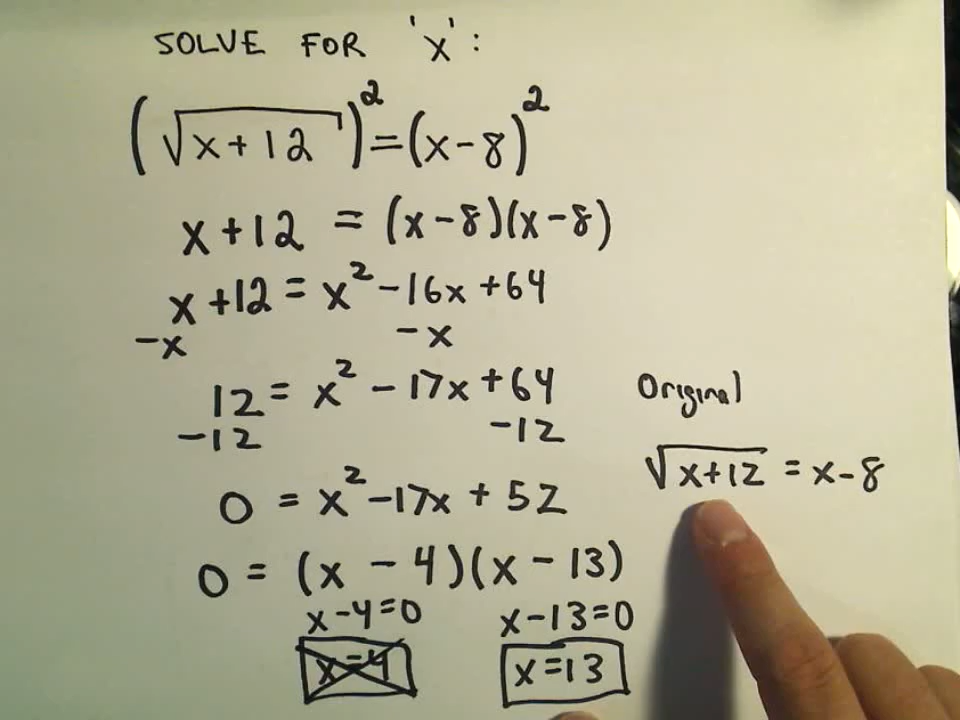 SOLVE FOR 'x':
(√x+12)²=(x-8)²
x+12 = (x-8)(x-8)
x+12 = x²-16x+64
-x -x
12 = x²-17x+64
-12 -12
0 = x²-17x+52
0 = (x-4)(x-13)
x-4=0 x-13=0
x=4 x=13
Original
√x+12 = x-8